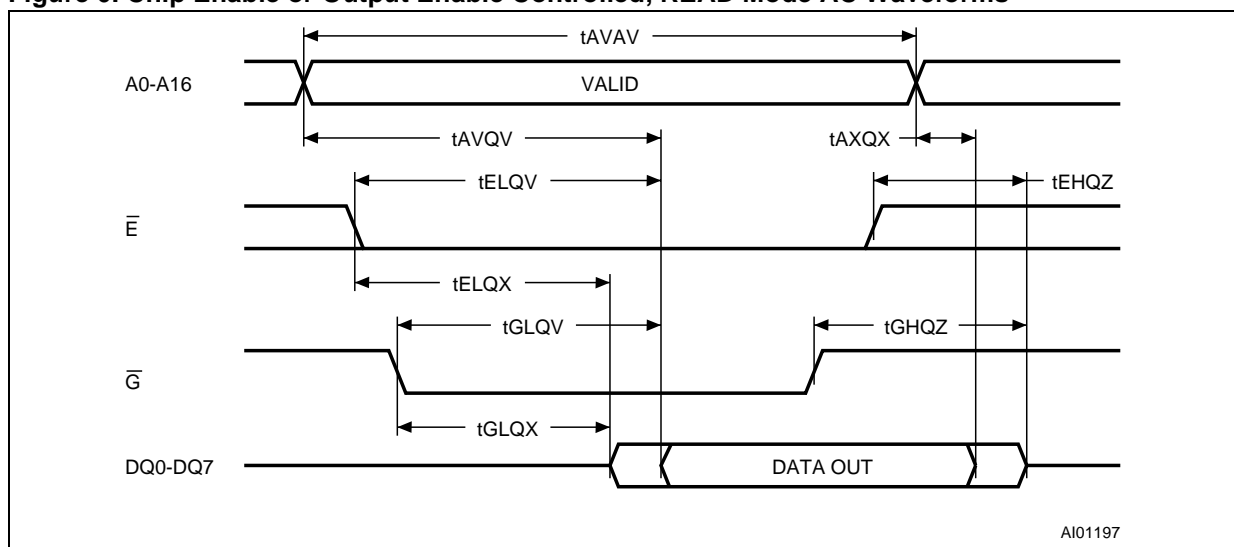 Figure 6. Chip Enable or Output Enable Controlled, READ Mode AC Waveforms
tAVAV
A0-A16
VALID
tAVQV
tAXQX
tELQV
tEHQZ
E
tELQX
tGLQV
tGHQZ
G
tGLQX
DQ0-DQ7
DATA OUT
AI01197